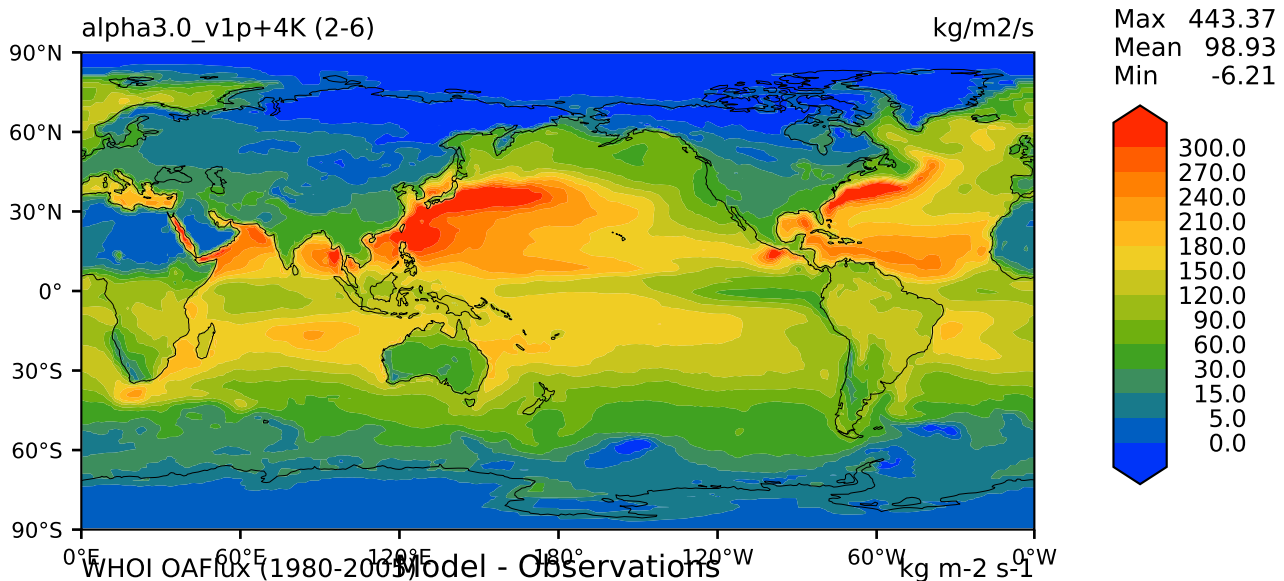 alpha3.0_v1p+4K (2-6) kg/m2/s
Max 443.37
Mean 98.93
Min -6.21
90°N
60°N
30°N
0°
30°S
60°S
90°S
0°E 60°E 120°E 180° 120°W 60°W 0°W
300.0
270.0
240.0
210.0
180.0
150.0
120.0
90.0
60.0
30.0
15.0
5.0
0.0
WHOI OAFlux (1980-2005) Model - Observations kg m-2 s-1